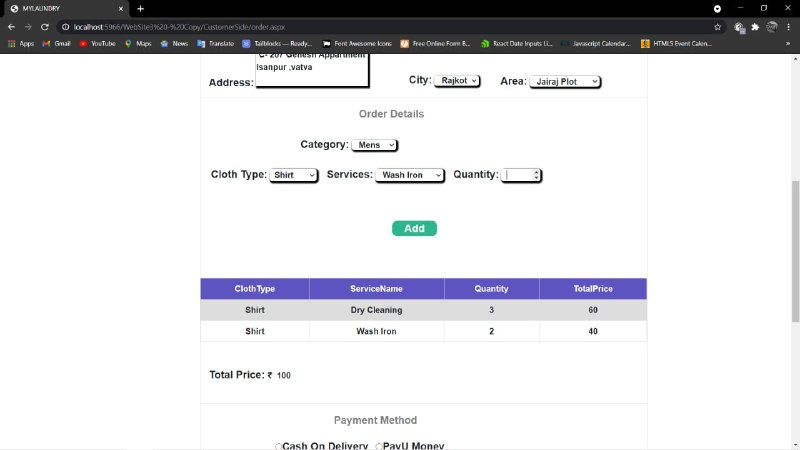 MYLAUNDRY
localhost:5966/WebSite3%20-%20Copy/CustomerSide/order.aspx
Apps Gmail YouTube Maps News Translate Tailblocks — Ready... Font Awesome Icons Free Online Form B... React Date Inputs Li... Javascript Calendar... HTML5 Event Calen...
C- 207 Genesh Appartment
Isanpur ,vatva
Address: City: Rajkot Area: Jairaj Plot
Order Details
Category: Mens
Cloth Type: Shirt Services: Wash Iron Quantity:
Add
ClothType ServiceName Quantity TotalPrice
Shirt Dry Cleaning 3 60
Shirt Wash Iron 2 40
Total Price: ₹ 100
Payment Method
Cash On Delivery PayU Money